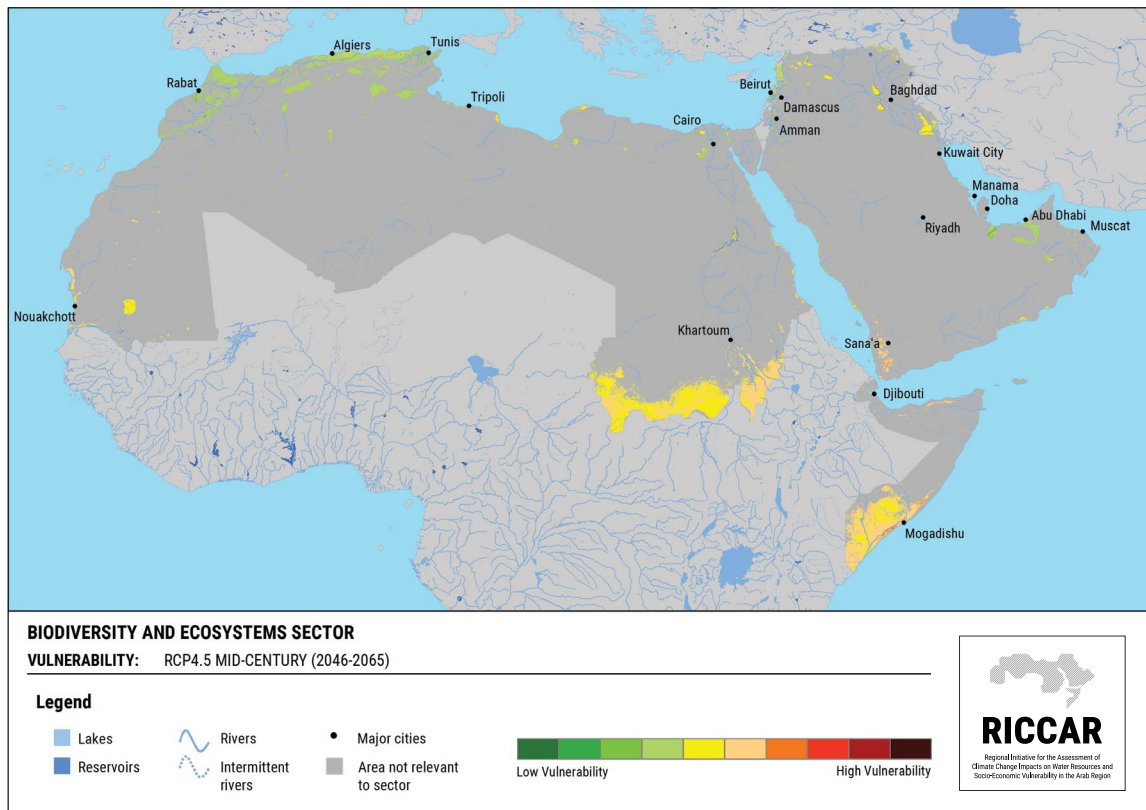 Algiers
Tunis
Rabat
Tripoli
Beirut
Damascus
Amman
Baghdad
Cairo
Kuwait City
Manama
Doha
Abu Dhabi
Muscat
Riyadh
Nouakchott
Khartoum
Sana'a
Djibouti
Mogadishu
BIODIVERSITY AND ECOSYSTEMS SECTOR
VULNERABILITY: RCP4.5 MID-CENTURY (2046-2065)
Legend
Lakes
Reservoirs
Rivers
Intermittent
rivers
Major cities
Area not relevant
to sector
Low Vulnerability
High Vulnerability
RICCAR
Regional Initiative for the Assessment of
Climate Change Impacts on Water Resources and
Socio-Economic Vulnerability in the Arab Region